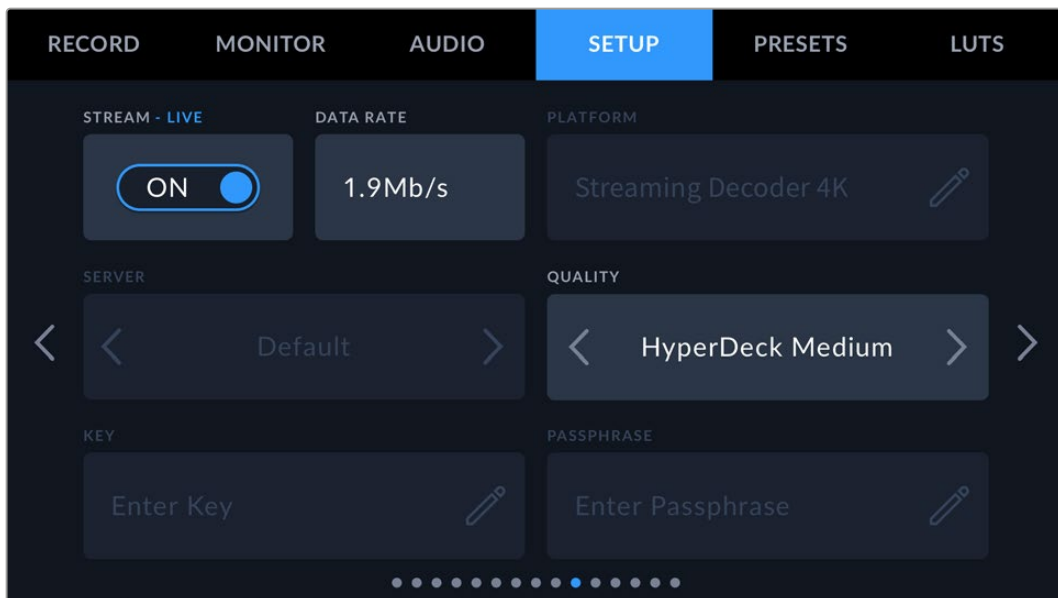 RECORD MONITOR AUDIO SETUP PRESETS LUTS
STREAM - LIVE DATA RATE PLATFORM
ON 1.9Mb/s Streaming Decoder 4K
SERVER QUALITY
Default HyperDeck Medium
KEY PASSPHRASE
Enter Key Enter Passphrase